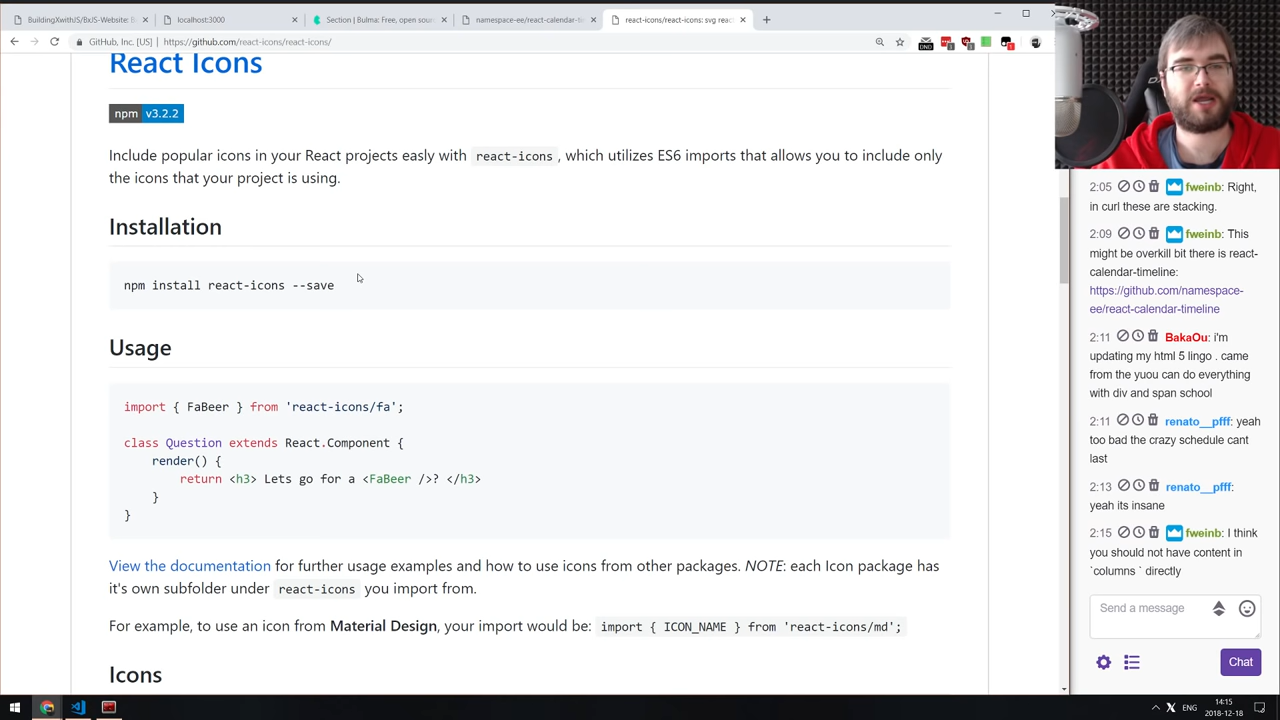 BuildingXwithJS/BxJS-Website: B
localhost:3000
Section | Bulma: Free, open sour
namespace-ee/react-calendar-ti
react-icons/react-icons: svg reac
GitHub, Inc. [US] | https://github.com/react-icons/react-icons/
DND
React Icons
npm v3.2.2
Include popular icons in your React projects easly with react-icons, which utilizes ES6 imports that allows you to include only
the icons that your project is using.
Installation
npm install react-icons --save
Usage
import { FaBeer } from 'react-icons/fa';
class Question extends React.Component {
render() {
return <h3> Lets go for a <FaBeer />? </h3>
}
}
View the documentation for further usage examples and how to use icons from other packages. NOTE: each Icon package has
it's own subfolder under react-icons you import from.
For example, to use an icon from Material Design, your import would be: import { ICON_NAME } from 'react-icons/md';
Icons
2:05 fweinb: Right,
in curl these are stacking.
2:09 fweinb: This
might be overkill bit there is react-
calendar-timeline:
https://github.com/namespace-
ee/react-calendar-timeline
2:11 BakaOu: i'm
updating my html 5 lingo . came
from the yuou can do everything
with div and span school
2:11 renato__pfff: yeah
too bad the crazy schedule cant
last
2:13 renato__pfff:
yeah its insane
2:15 fweinb: I think
you should not have content in
`columns ` directly
Send a message
Chat
ENG
14:15
2018-12-18